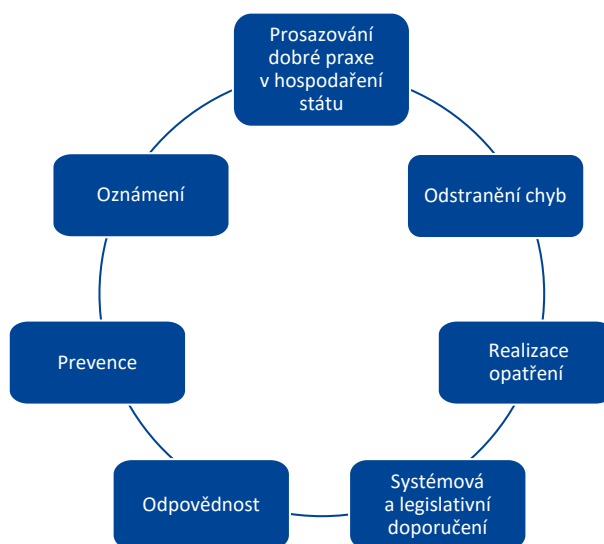 Prosazování
dobré praxe
v hospodaření
státu
Odstranění chyb
Realizace
opatření
Systémová
a legislativní
doporučení
Odpovědnost
Prevence
Oznámení